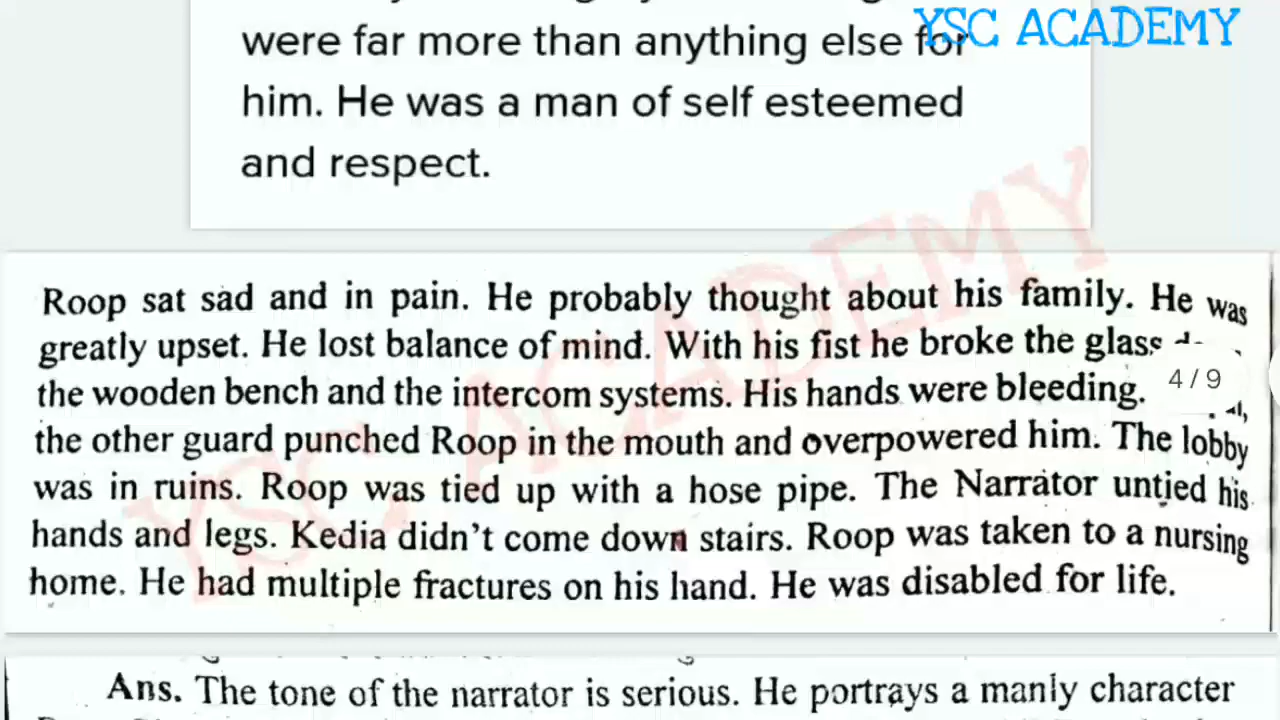 YSC ACADEMY
were far more than anything else for
him. He was a man of self esteemed
and respect.
YSC ACADEMY
Roop sat sad and in pain. He probably thought about his family. He was
greatly upset. He lost balance of mind. With his fist he broke the glass
the wooden bench and the intercom systems. His hands were bleeding.
4 / 9
the other guard punched Roop in the mouth and overpowered him. The lobby
was in ruins. Roop was tied up with a hose pipe. The Narrator untied his
hands and legs. Kedia didn't come down stairs. Roop was taken to a nursing
home. He had multiple fractures on his hand. He was disabled for life.
Ans. The tone of the narrator is serious. He portrays a manly character